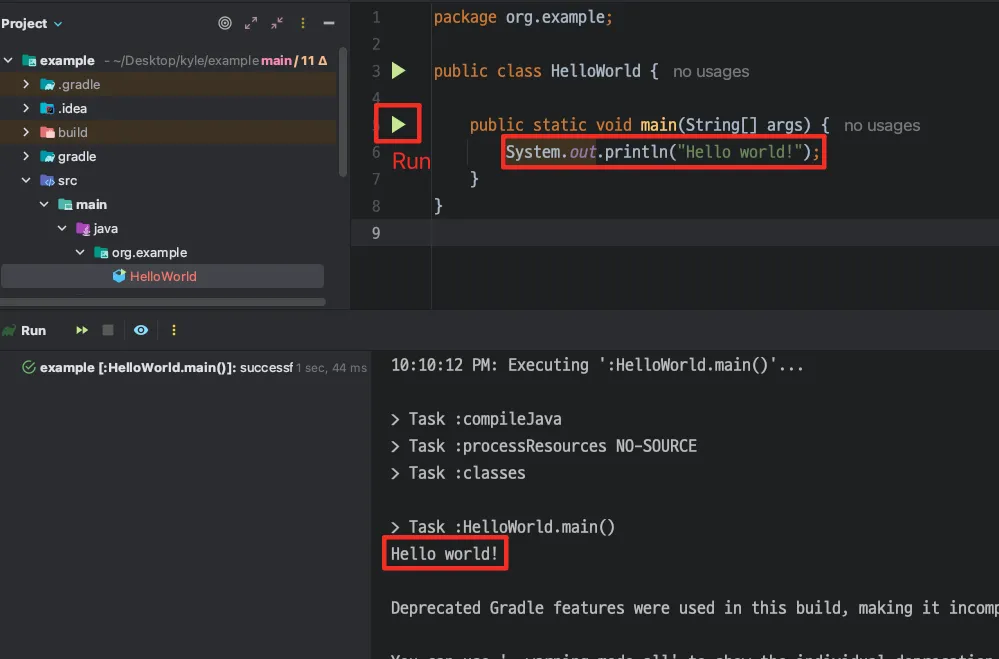 Project
example - ~/Desktop/kyle/example main / 11 Δ
.gradle
.idea
build
gradle
src
main
java
org.example
HelloWorld
1 package org.example;
2
3 public class HelloWorld { no usages
4
public static void main(String[] args) { no usages
6 System.out.println("Hello world!");
Run
7 }
8 }
9
Run
example [:HelloWorld.main()]: successf 1 sec, 44 ms
10:10:12 PM: Executing ':HelloWorld.main()'...
> Task :compileJava
> Task :processResources NO-SOURCE
> Task :classes
> Task :HelloWorld.main()
Hello world!
Deprecated Gradle features were used in this build, making it incomp